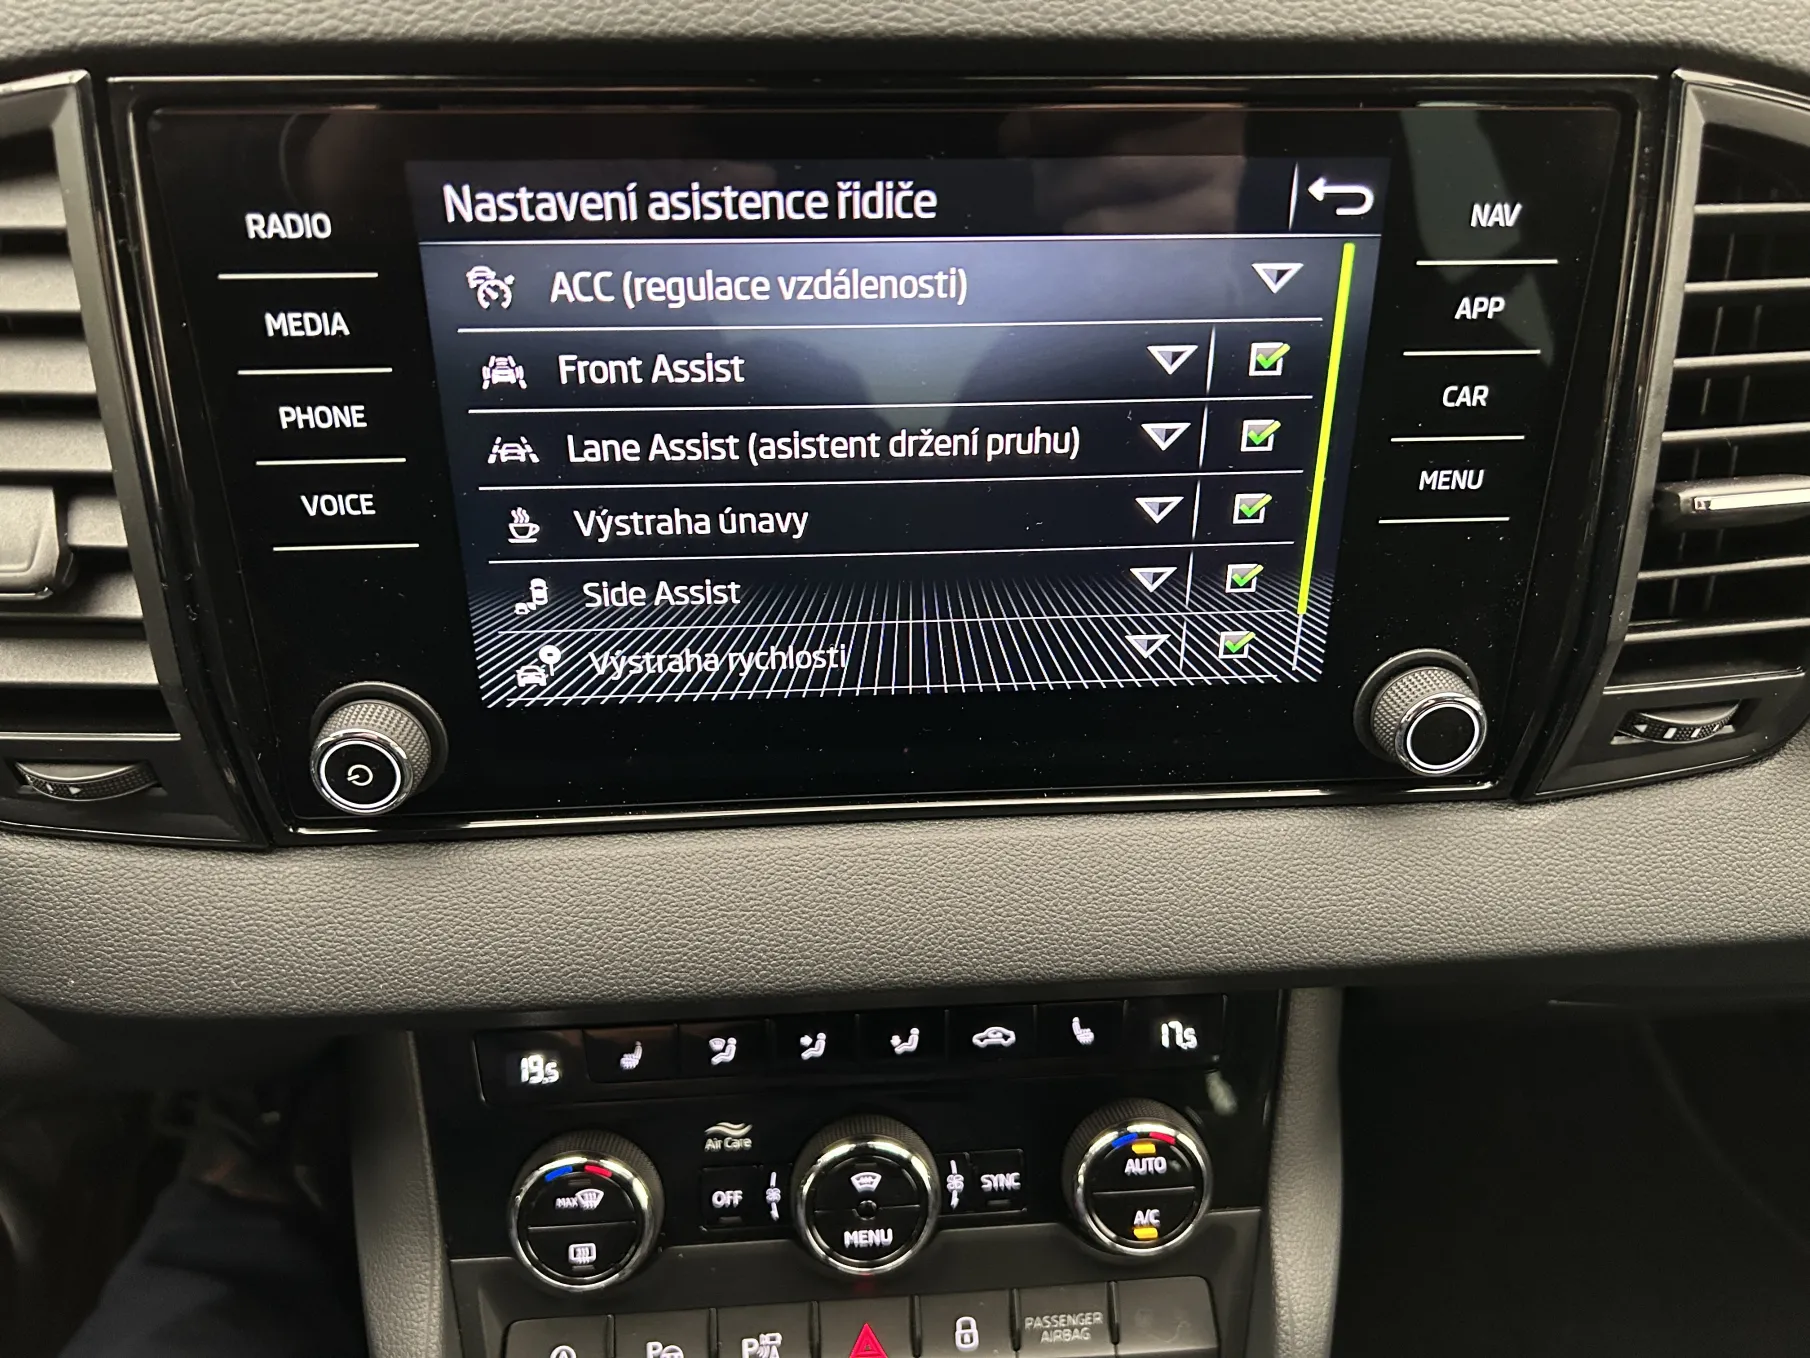 Nastavení asistence řidiče
RADIO
NAV
ACC (regulace vzdálenosti)
MEDIA
APP
Front Assist
PHONE
CAR
Lane Assist (asistent držení pruhu)
VOICE
MENU
Výstraha únavy
Side Assist
Výstraha rychlosti
19.5
17.5
Air Care
MAX
OFF
SYNC
AUTO
MENU
A/C
PASSENGER
AIRBAG